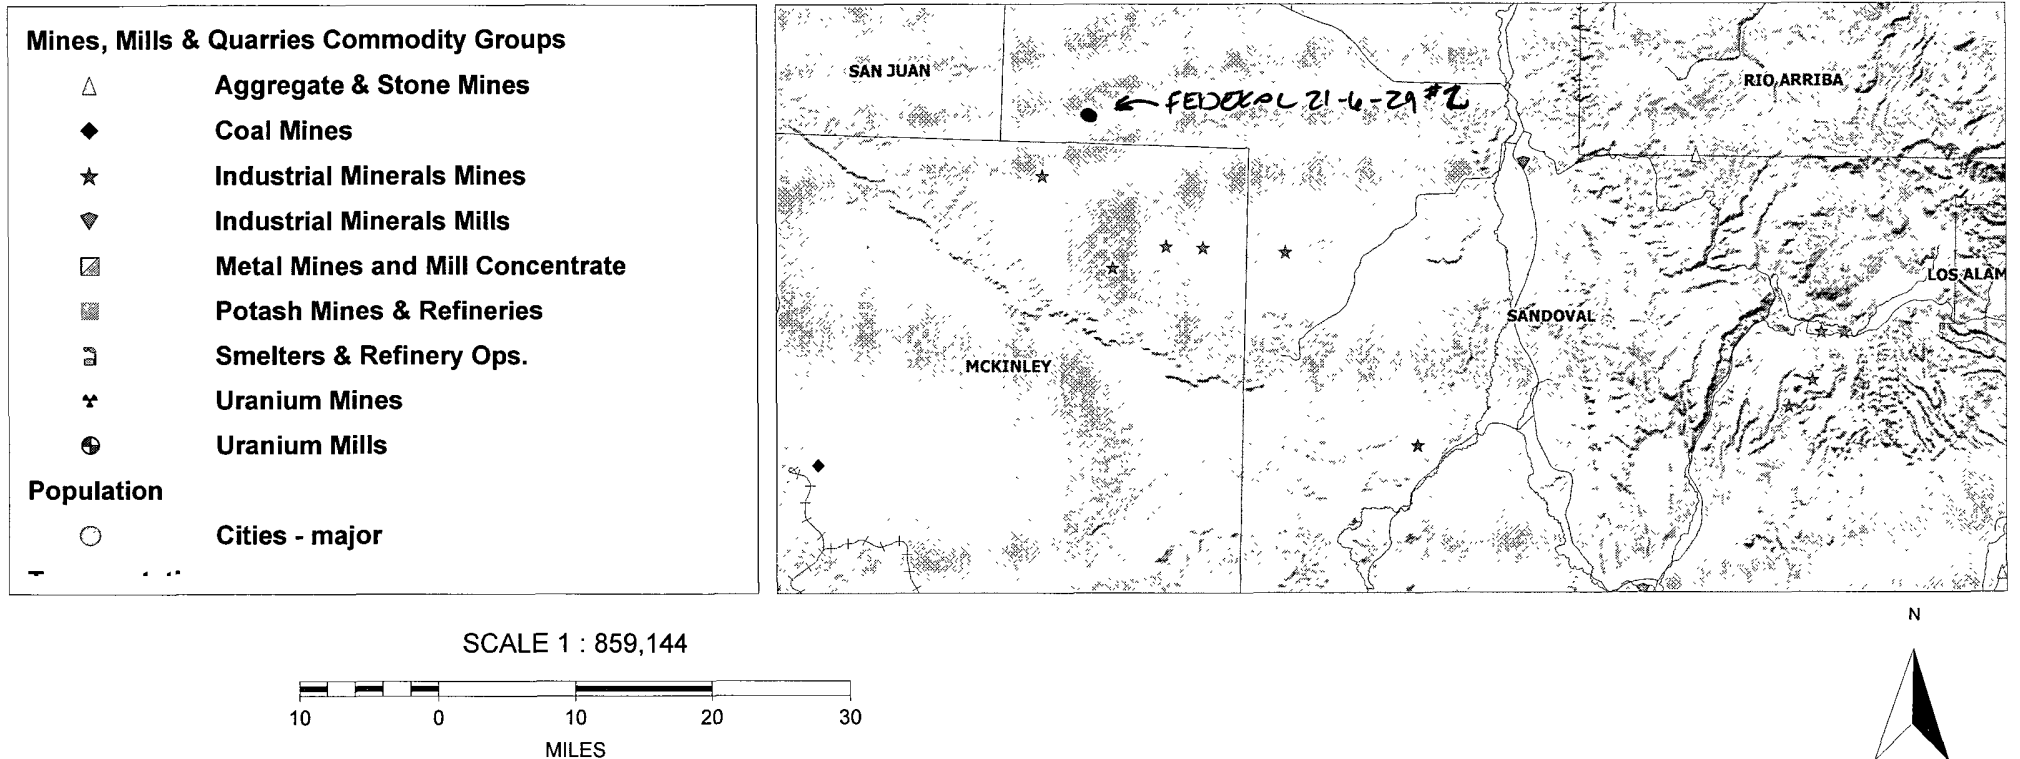 Mines, Mills & Quarries Commodity Groups
Aggregate & Stone Mines
Coal Mines
Industrial Minerals Mines
Industrial Minerals Mills
Metal Mines and Mill Concentrate
Potash Mines & Refineries
Smelters & Refinery Ops.
Uranium Mines
Uranium Mills
Population
Cities - major
SAN JUAN
FEDERAL 21-6-29 #2
RIO ARRIBA
LOS ALAM
SANDOVAL
MCKINLEY
SCALE 1 : 859,144
10 0 10 20 30
MILES
N